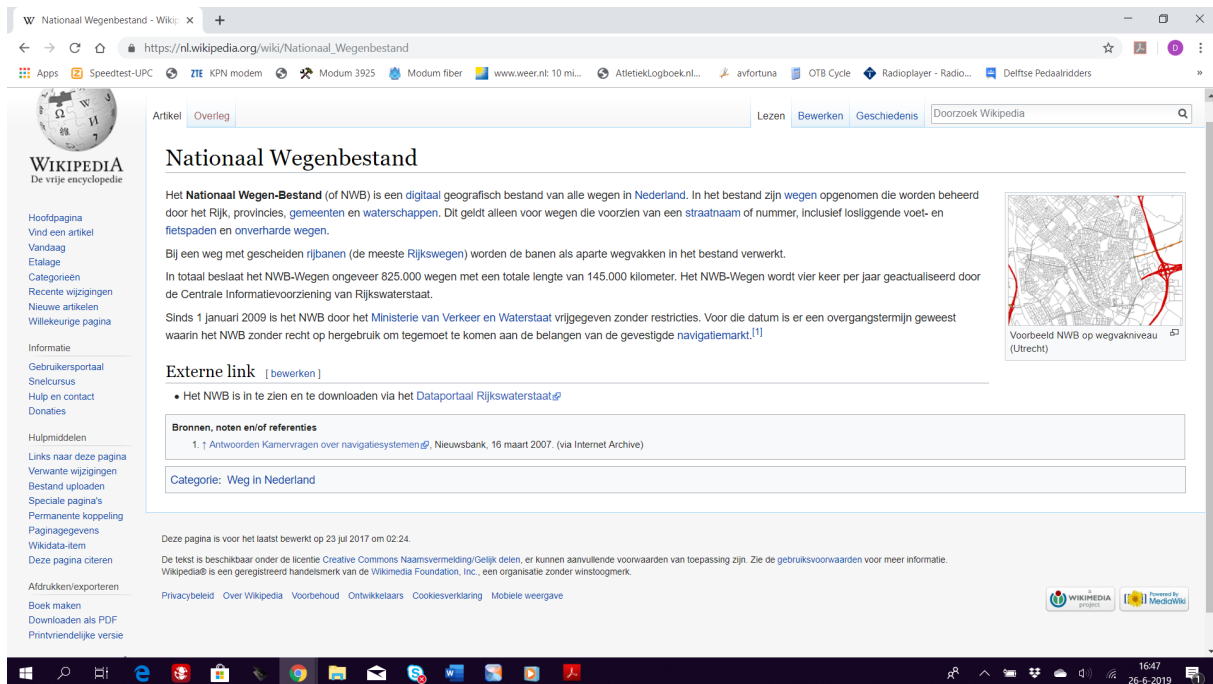 Nationaal Wegenbestand - Wikip
https://nl.wikipedia.org/wiki/Nationaal_Wegenbestand
D
Apps Speedtest-UPC ZTE KPN modem Modum 3925 Modum fiber www.weer.nl: 10 mi... AtletiekLogboek.nl... avfortuna OTB Cycle Radioplayer - Radio... Delftse Pedaalridders »
WIKIPEDIA
De vrije encyclopedie
Hoofdpagina
Vind een artikel
Vandaag
Etalage
Categorieën
Recente wijzigingen
Nieuwe artikelen
Willekeurige pagina
Informatie
Gebruikersportaal
Snelcursus
Hulp en contact
Donaties
Hulpmiddelen
Links naar deze pagina
Verwante wijzigingen
Bestand uploaden
Speciale pagina's
Permanente koppeling
Paginagegevens
Wikidata-item
Deze pagina citeren
Afdrukken/exporteren
Boek maken
Downloaden als PDF
Printvriendelijke versie
Artikel Overleg Lezen Bewerken Geschiedenis Doorzoek Wikipedia
Nationaal Wegenbestand
Het Nationaal Wegen-Bestand (of NWB) is een digitaal geografisch bestand van alle wegen in Nederland. In het bestand zijn wegen opgenomen die worden beheerd
door het Rijk, provincies, gemeenten en waterschappen. Dit geldt alleen voor wegen die voorzien van een straatnaam of nummer, inclusief losliggende voet- en
fietspaden en onverharde wegen.
Bij een weg met gescheiden rijbanen (de meeste Rijkswegen) worden de banen als aparte wegvakken in het bestand verwerkt.
In totaal beslaat het NWB-Wegen ongeveer 825.000 wegen met een totale lengte van 145.000 kilometer. Het NWB-Wegen wordt vier keer per jaar geactualiseerd door
de Centrale Informatievoorziening van Rijkswaterstaat.
Sinds 1 januari 2009 is het NWB door het Ministerie van Verkeer en Waterstaat vrijgegeven zonder restricties. Voor die datum is er een overgangstermijn geweest
waarin het NWB zonder recht op hergebruik om tegemoet te komen aan de belangen van de gevestigde navigatiemarkt.[1]
Voorbeeld NWB op wegvakniveau
(Utrecht)
Externe link [ bewerken ]
• Het NWB is in te zien en te downloaden via het Dataportaal Rijkswaterstaat
Bronnen, noten en/of referenties
1. ↑ Antwoorden Kamervragen over navigatiesystemen, Nieuwsbank, 16 maart 2007. (via Internet Archive)
Categorie: Weg in Nederland
Deze pagina is voor het laatst bewerkt op 23 jul 2017 om 02:24.
De tekst is beschikbaar onder de licentie Creative Commons Naamsvermelding/Gelijk delen, er kunnen aanvullende voorwaarden van toepassing zijn. Zie de gebruiksvoorwaarden voor meer informatie.
Wikipedia® is een geregistreerd handelsmerk van de Wikimedia Foundation, Inc., een organisatie zonder winstoogmerk.
Privacybeleid Over Wikipedia Voorbehoud Ontwikkelaars Cookiesverklaring Mobiele weergave
A WIKIMEDIA project
Powered By MediaWiki
16:47
26-6-2019